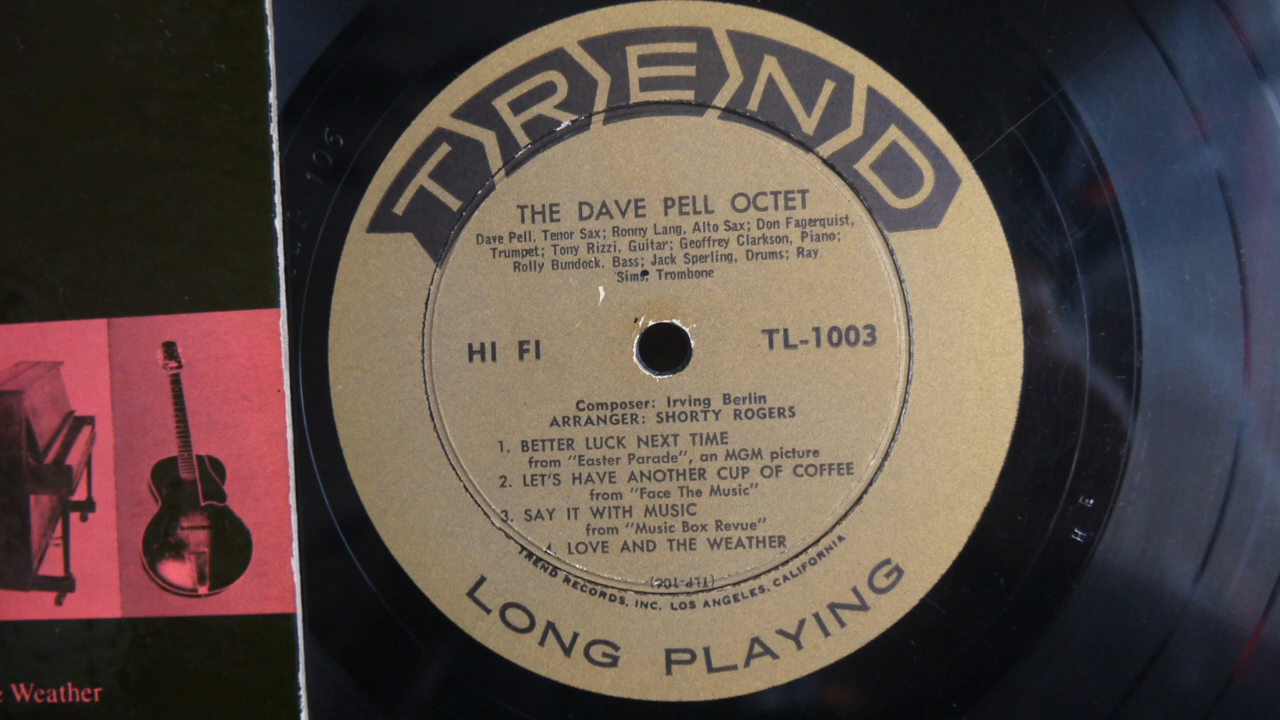 TREND
THE DAVE PELL OCTET
Dave Pell, Tenor Sax; Ronny Lang, Alto Sax; Don Fagerquist,
Trumpet; Tony Rizzi, Guitar; Geoffrey Clarkson, Piano;
Rolly Bundock, Bass; Jack Sperling, Drums; Ray
Sims, Trombone
HI FI
TL-1003
Composer: Irving Berlin
ARRANGER: SHORTY ROGERS
1. BETTER LUCK NEXT TIME
from "Easter Parade", an MGM picture
2. LET'S HAVE ANOTHER CUP OF COFFEE
from "Face The Music"
3. SAY IT WITH MUSIC
from "Music Box Revue"
4. LOVE AND THE WEATHER
TREND RECORDS, INC. LOS ANGELES, CALIFORNIA
LONG PLAYING
106
H E
Weather